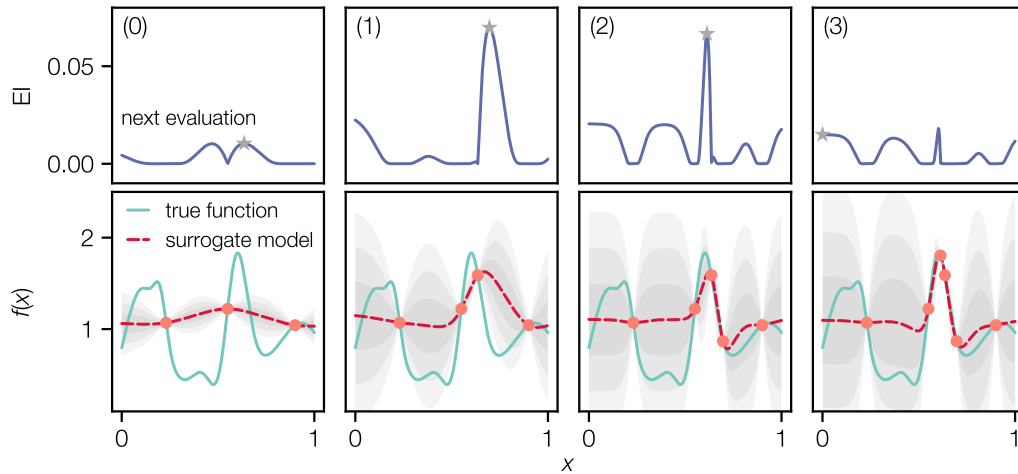 (0) (1) (2) (3)
0.05
EI
next evaluation
0.00
true function
2
surrogate model
f(x)
1
0 1 0 1 0 1 0 1
x